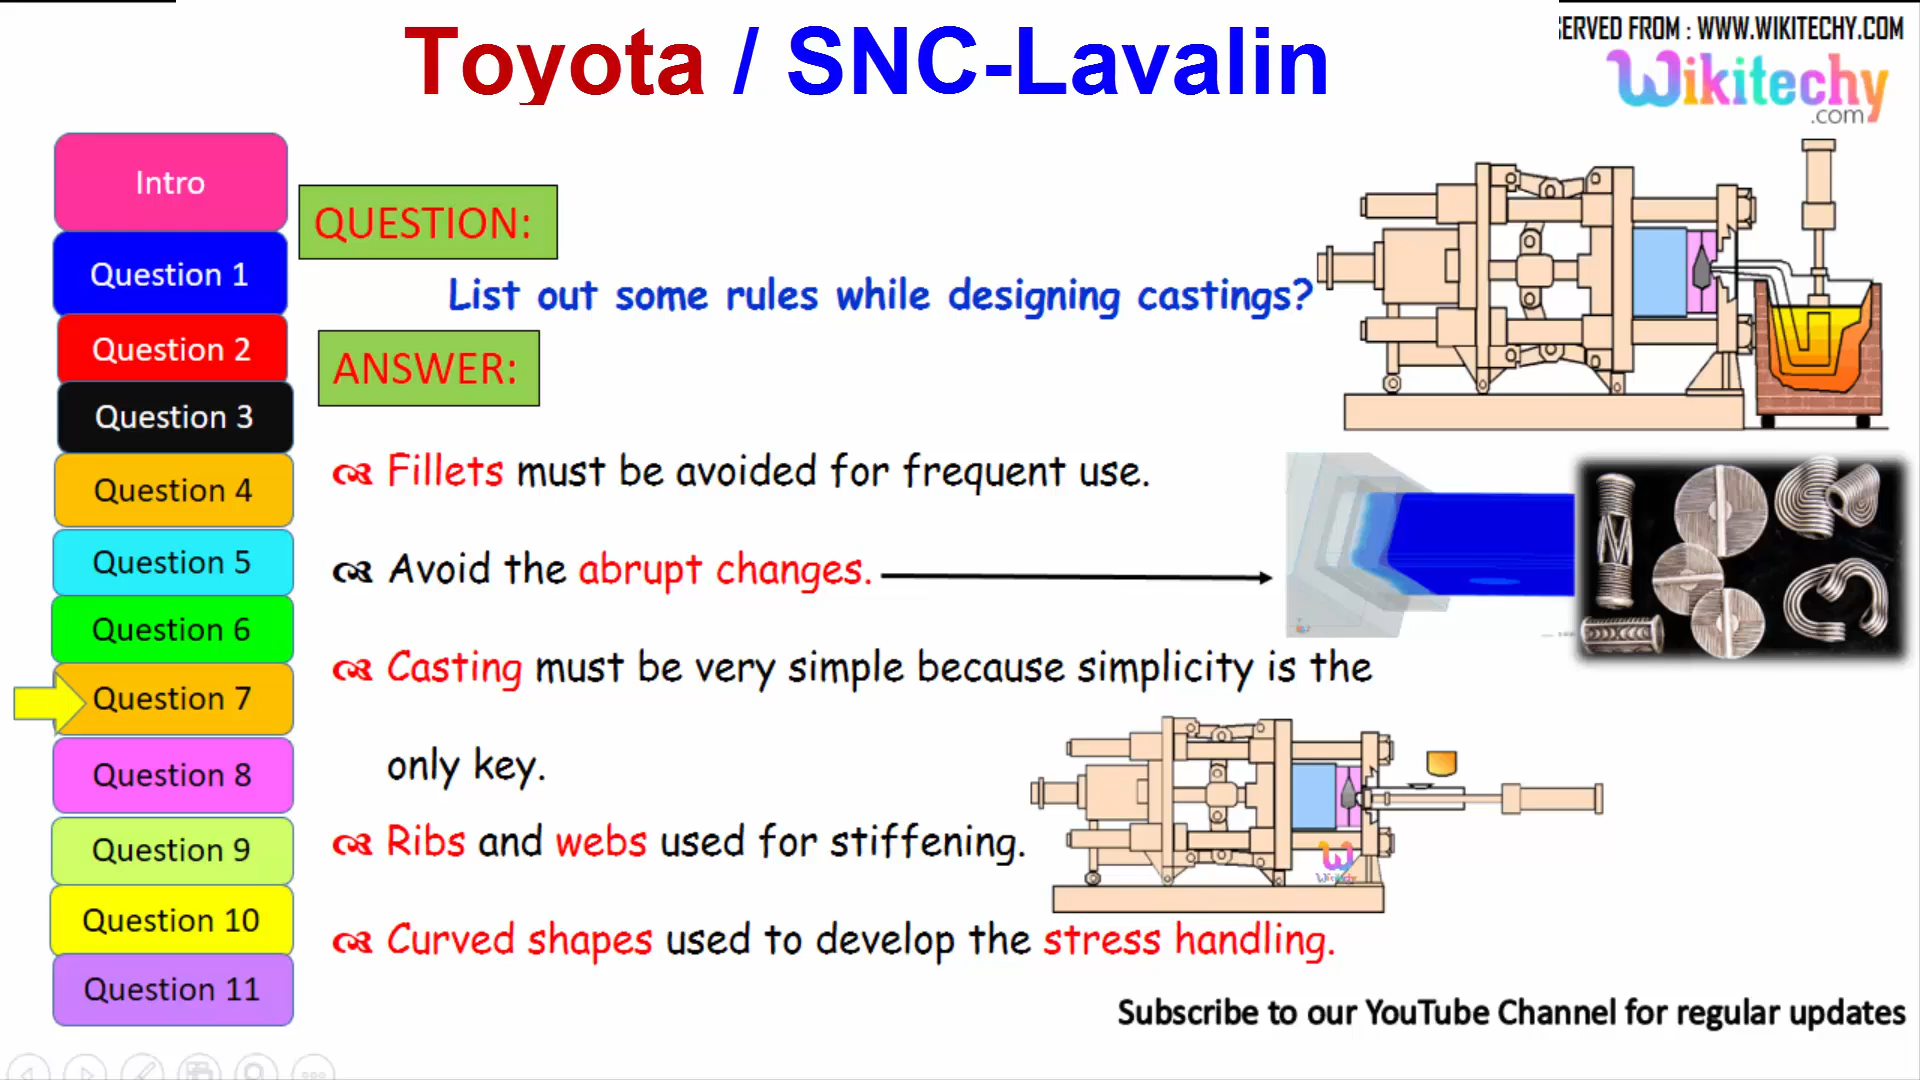 Toyota / SNC-Lavalin
SERVED FROM : WWW.WIKITECHY.COM
Wikitechy
.com
Intro
Question 1
Question 2
Question 3
Question 4
Question 5
Question 6
Question 7
Question 8
Question 9
Question 10
Question 11
QUESTION:
List out some rules while designing castings?
ANSWER:
Fillets must be avoided for frequent use.
Avoid the abrupt changes.
Casting must be very simple because simplicity is the
only key.
Ribs and webs used for stiffening.
Wikitechy
Curved shapes used to develop the stress handling.
Subscribe to our YouTube Channel for regular updates